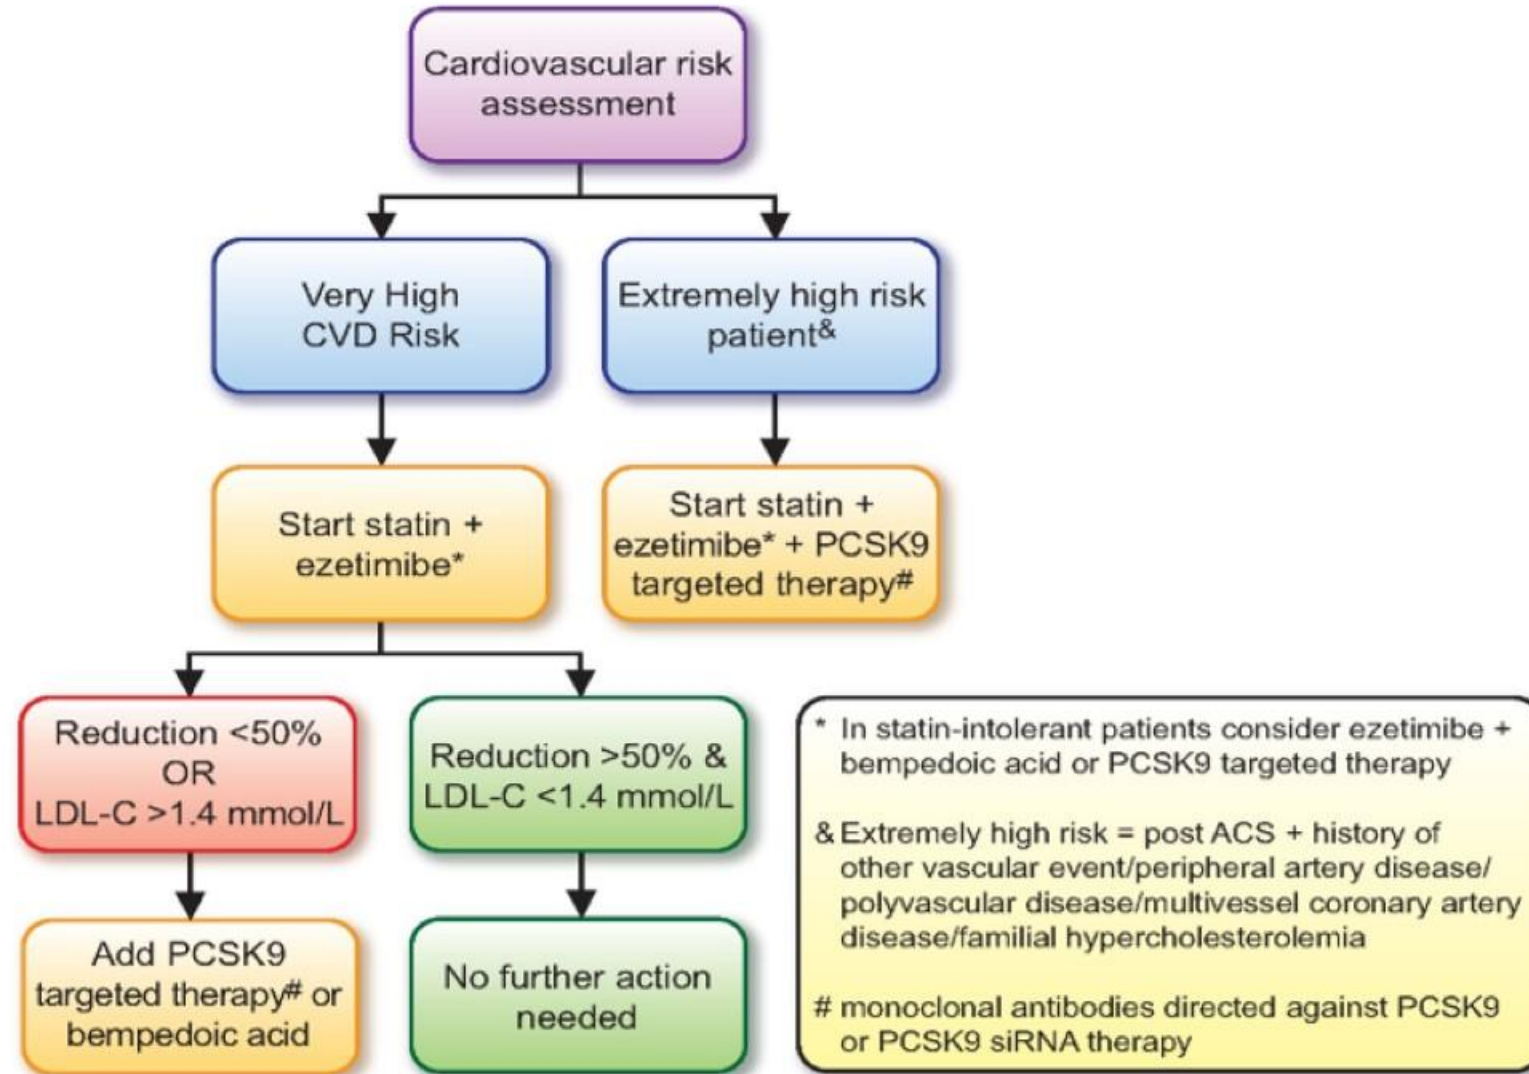 Cardiovascular risk
assessment
Very High
CVD Risk
Extremely high risk
patient&
Start statin +
ezetimibe*
Start statin +
ezetimibe* + PCSK9
targeted therapy#
Reduction <50%
OR
LDL-C >1.4 mmol/L
Reduction >50% &
LDL-C <1.4 mmol/L
Add PCSK9
targeted therapy# or
bempedoic acid
No further action
needed
* In statin-intolerant patients consider ezetimibe +
bempedoic acid or PCSK9 targeted therapy
& Extremely high risk = post ACS + history of
other vascular event/peripheral artery disease/
polyvascular disease/multivessel coronary artery
disease/familial hypercholesterolemia
# monoclonal antibodies directed against PCSK9
or PCSK9 siRNA therapy